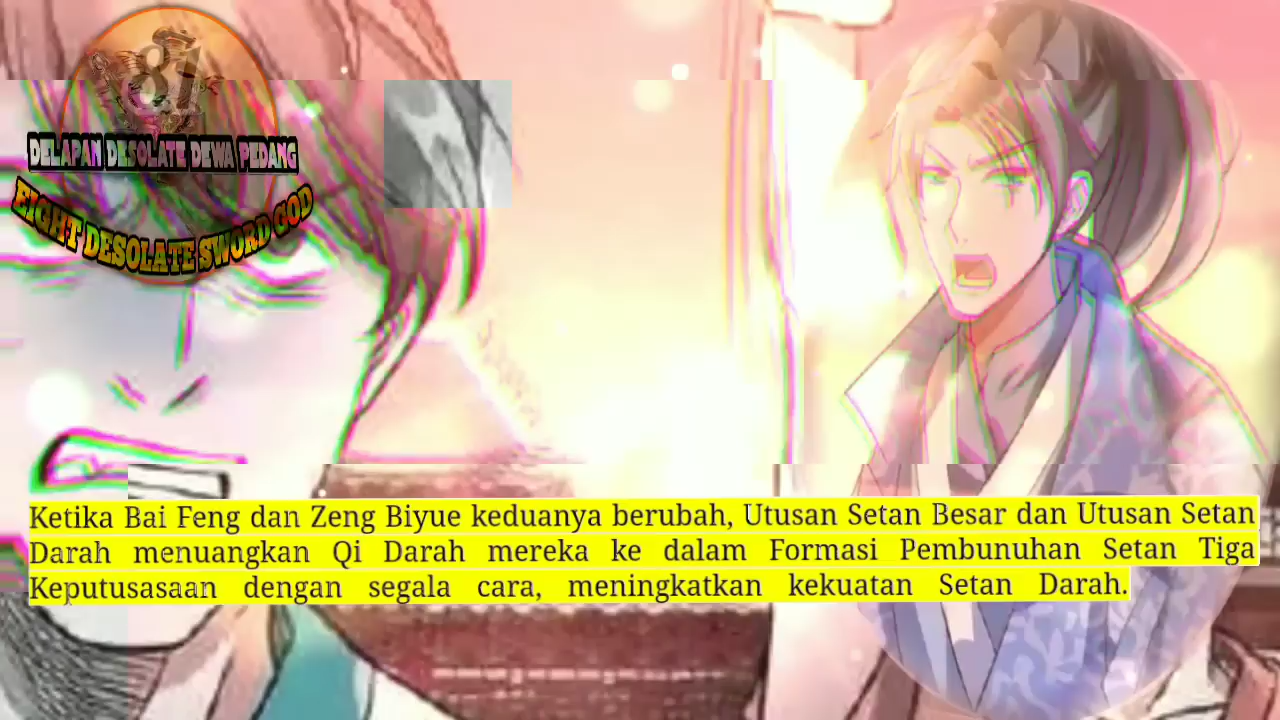 81
DELAPAN DESOLATE DEWA PEDANG
EIGHT DESOLATE SWORD GOD
Ketika Bai Feng dan Zeng Biyue keduanya berubah, Utusan Setan Besar dan Utusan Setan
Darah menuangkan Qi Darah mereka ke dalam Formasi Pembunuhan Setan Tiga
Keputusasaan dengan segala cara, meningkatkan kekuatan Setan Darah.